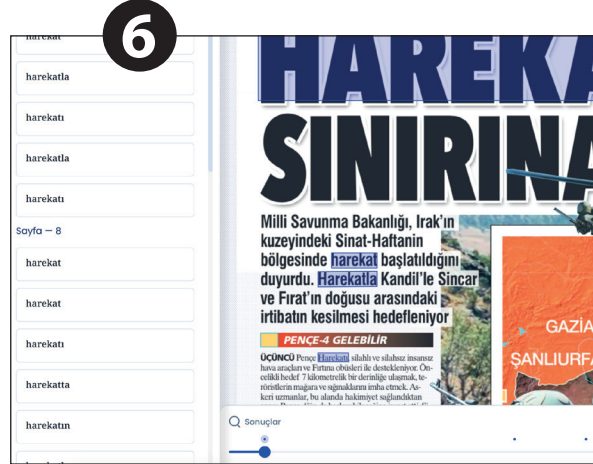 6
harekat
harekatla
harekatı
harekatla
harekatı
Sayfa — 8
harekat
harekat
harekatı
harekatta
harekatın
HAREKA
SINIRINA
Milli Savunma Bakanlığı, Irak'ın
kuzeyindeki Sinat-Haftanin
bölgesinde harekat başlatıldığını
duyurdu. Harekatla Kandil'le Sincar
ve Fırat'ın doğusu arasındaki
irtibatın kesilmesi hedefleniyor
PENÇE-4 GELEBİLİR
ÜÇÜNCÜ Pençe Harekatı, silahlı ve silahsız insansız
hava araçları ve Fırtına obüsleri ile destekleniyor. Ön-
celikli hedef 7 kilometrelik bir derinliğe ulaşmak, te-
röristlerin mağara ve sığınaklarını imha etmek. As-
keri uzmanlar, bu alanda hakimiyet sağlandıktan
GAZİA
ŞANLIURFA
Sonuçlar